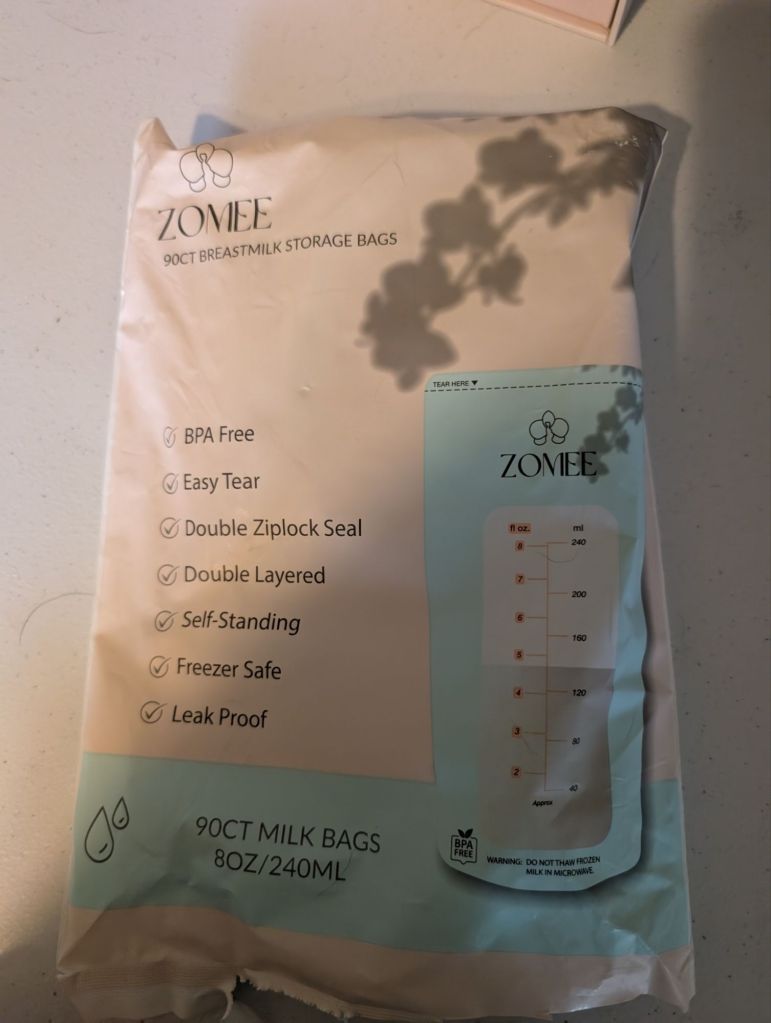 ZOMEE
90CT BREASTMILK STORAGE BAGS
BPA Free
Easy Tear
Double Ziplock Seal
Double Layered
Self-Standing
Freezer Safe
Leak Proof
90CT MILK BAGS
8OZ/240ML
TEAR HERE
ZOMEE
fl oz. ml
8 240
7 200
6 160
5
4 120
3 80
2 40
Approx
BPA
FREE
WARNING: DO NOT THAW FROZEN
MILK IN MICROWAVE.